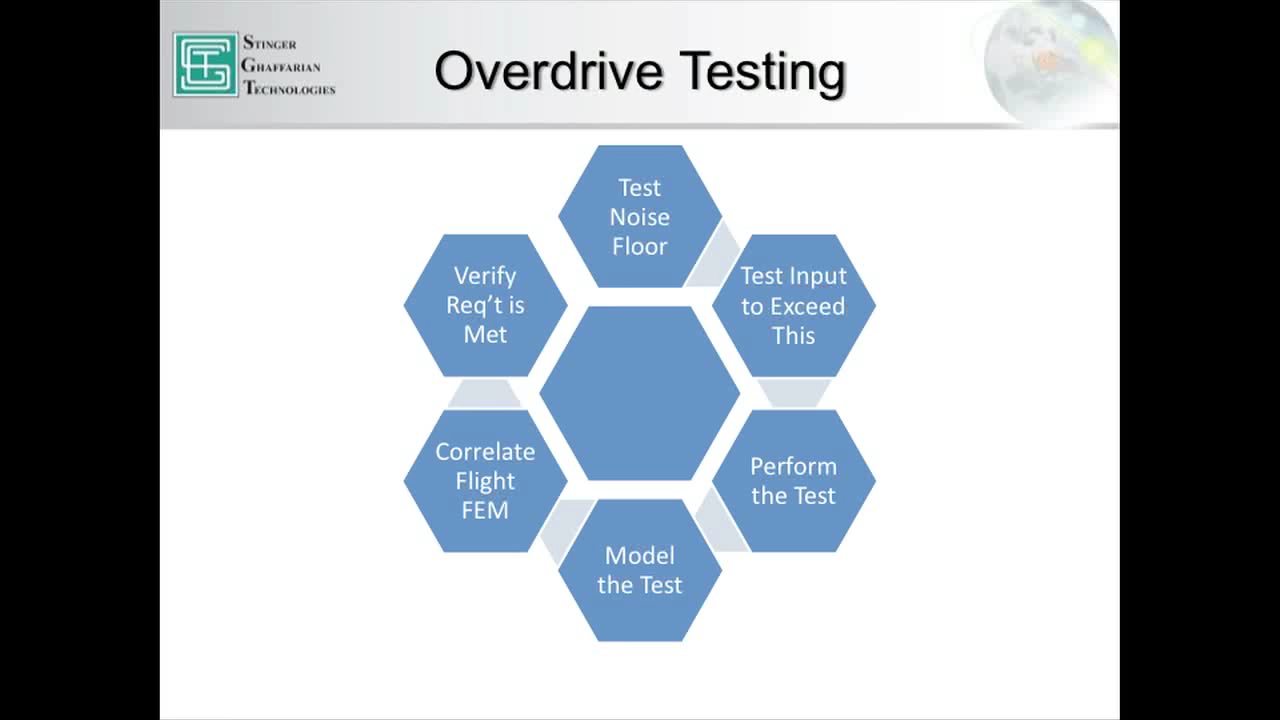 STINGER
GHAFFARIAN
TECHNOLOGIES
Overdrive Testing
Test
Noise
Floor
Test Input
to Exceed
This
Perform
the Test
Model
the Test
Correlate
Flight
FEM
Verify
Req’t is
Met